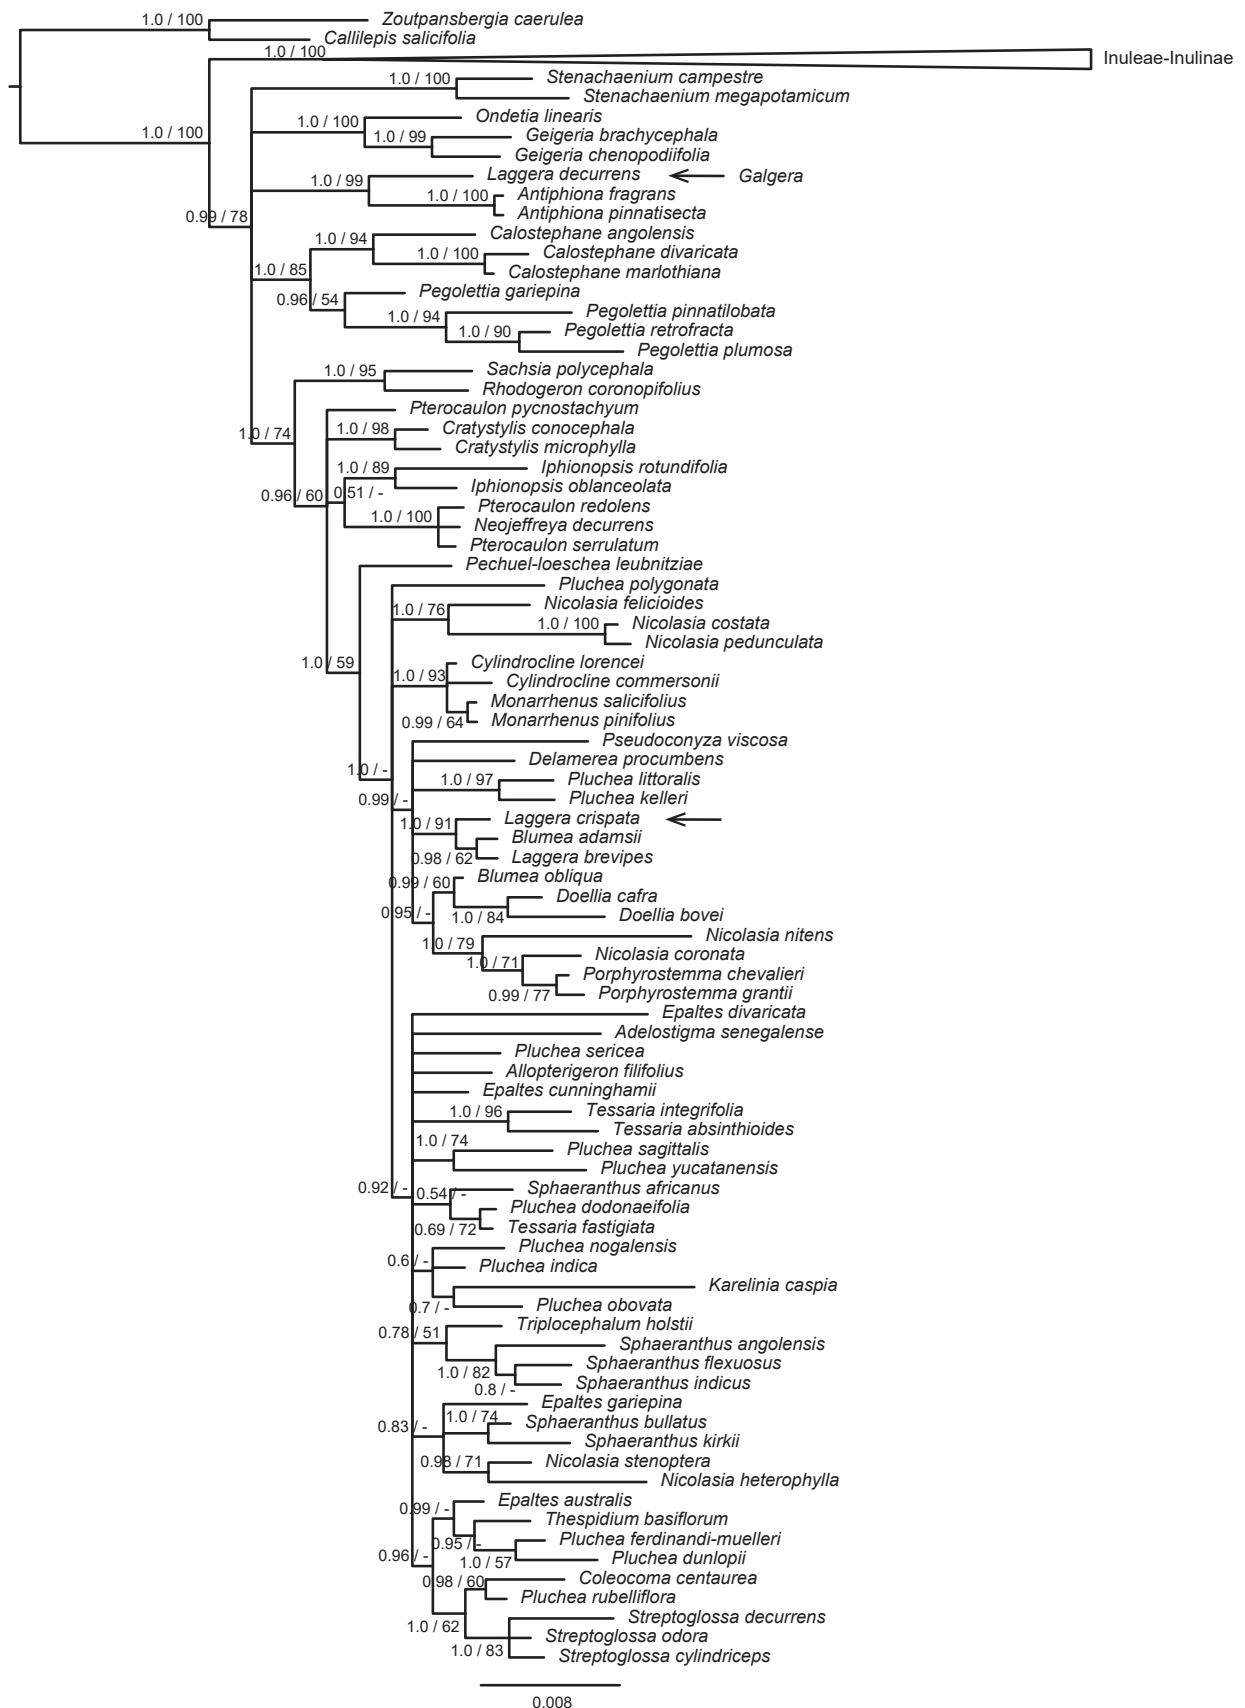 1.0 / 100
Zoutpansbergia caerulea
Callilepis salicifolia
1.0 / 100
Inuleae-Inulinae
1.0 / 100
Stenachaenium campestre
Stenachaenium megapotamicum
1.0 / 100
1.0 / 100
Ondetia linearis
1.0 / 99
Geigeria brachycephala
Geigeria chenopodiifolia
1.0 / 99
Laggera decurrens
Galgera
1.0 / 100
Antiphiona fragrans
Antiphiona pinnatisecta
0.99 / 78
1.0 / 94
Calostephane angolensis
1.0 / 100
Calostephane divaricata
Calostephane marlothiana
1.0 / 85
0.96 / 54
Pegolettia gariepina
1.0 / 94
Pegolettia pinnatilobata
1.0 / 90
Pegolettia retrofracta
Pegolettia plumosa
1.0 / 95
Sachsia polycephala
Rhodogeron coronopifolius
Pterocaulon pycnostachyum
1.0 / 74
1.0 / 98
Cratystylis conocephala
Cratystylis microphylla
1.0 / 89
Iphionopsis rotundifolia
Iphionopsis oblanceolata
0.96 / 60
0.51 / -
1.0 / 100
Pterocaulon redolens
Neojeffreya decurrens
Pterocaulon serrulatum
Pechuel-loeschea leubnitziae
Pluchea polygonata
1.0 / 76
Nicolasia felicioides
1.0 / 100
Nicolasia costata
Nicolasia pedunculata
1.0 / 59
1.0 / 93
Cylindrocline lorencei
Cylindrocline commersonii
Monarrhenus salicifolius
0.99 / 64
Monarrhenus pinifolius
Pseudoconyza viscosa
Delamerea procumbens
1.0 / -
1.0 / 97
Pluchea littoralis
0.99 / -
Pluchea kelleri
1.0 / 91
Laggera crispata
Blumea adamsii
0.98 / 62
Laggera brevipes
0.99 / 60
Blumea obliqua
Doellia cafra
0.95 / -
1.0 / 84
Doellia bovei
1.0 / 79
Nicolasia nitens
1.0 / 71
Nicolasia coronata
Porphyrostemma chevalieri
0.99 / 77
Porphyrostemma grantii
Epaltes divaricata
Adelostigma senegalense
Pluchea sericea
Allopterigeron filifolius
Epaltes cunninghamii
1.0 / 96
Tessaria integrifolia
Tessaria absinthioides
1.0 / 74
Pluchea sagittalis
Pluchea yucatanensis
0.92 / -
0.54 / -
Sphaeranthus africanus
Pluchea dodonaeifolia
0.69 / 72
Tessaria fastigiata
Pluchea nogalensis
0.6 / -
Pluchea indica
Karelinia caspia
0.7 / -
Pluchea obovata
0.78 / 51
Triplocephalum holstii
Sphaeranthus angolensis
1.0 / 82
Sphaeranthus flexuosus
0.8 / -
Sphaeranthus indicus
Epaltes gariepina
0.83 / -
1.0 / 74
Sphaeranthus bullatus
Sphaeranthus kirkii
0.98 / 71
Nicolasia stenoptera
Nicolasia heterophylla
0.99 / -
Epaltes australis
Thespidium basiflorum
0.95 / -
Pluchea ferdinandi-muelleri
0.96 / -
1.0 / 57
Pluchea dunlopii
0.98 / 60
Coleocoma centaurea
Pluchea rubelliflora
1.0 / 62
Streptoglossa decurrens
Streptoglossa odora
1.0 / 83
Streptoglossa cylindriceps
0.008